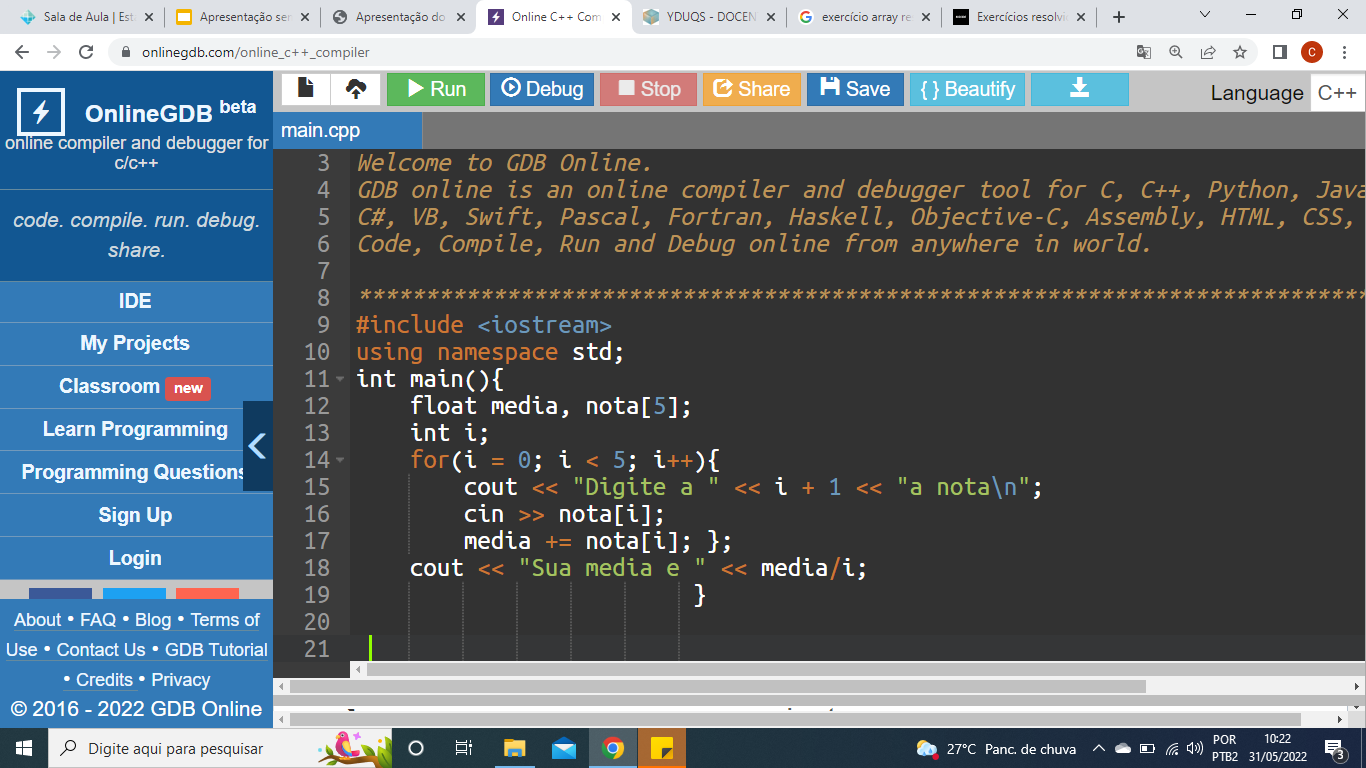 Sala de Aula | Est
Apresentação ser
Apresentação do
Online C++ Com
YDUQS - DOCEN
exercício array re
Exercícios resolvi
onlinegdb.com/online_c++_compiler
C
OnlineGDB beta
online compiler and debugger for
c/c++
code. compile. run. debug.
share.
IDE
My Projects
Classroom new
Learn Programming
Programming Questions
Sign Up
Login
About • FAQ • Blog • Terms of
Use • Contact Us • GDB Tutorial
• Credits • Privacy
© 2016 - 2022 GDB Online
Run Debug Stop Share Save { } Beautify
Language C++
main.cpp
3 Welcome to GDB Online.
4 GDB online is an online compiler and debugger tool for C, C++, Python, Java
5 C#, VB, Swift, Pascal, Fortran, Haskell, Objective-C, Assembly, HTML, CSS,
6 Code, Compile, Run and Debug online from anywhere in world.
7
8 ***************************************************************************
9 #include <iostream>
10 using namespace std;
11 int main(){
12 float media, nota[5];
13 int i;
14 for(i = 0; i < 5; i++){
15 cout << "Digite a " << i + 1 << "a nota\n";
16 cin >> nota[i];
17 media += nota[i]; };
18 cout << "Sua media e " << media/i;
19 }
20
21
Digite aqui para pesquisar
27°C Panc. de chuva
POR
PTB2
10:22
31/05/2022
3